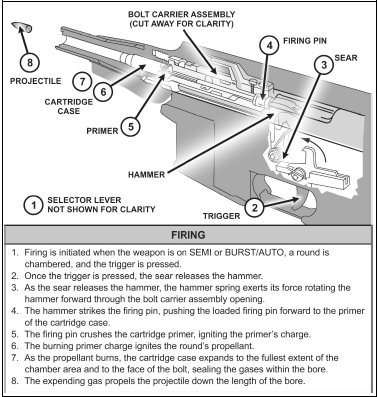 BOLT CARRIER ASSEMBLY
(CUT AWAY FOR CLARITY)
4 FIRING PIN
3 SEAR
8
PROJECTILE
7
CARTRIDGE
CASE
6
PRIMER 5
HAMMER
1 SELECTOR LEVER
NOT SHOWN FOR CLARITY
TRIGGER 2
FIRING
1. Firing is initiated when the weapon is on SEMI or BURST/AUTO, a round is
chambered, and the trigger is pressed.
2. Once the trigger is pressed, the sear releases the hammer.
3. As the sear releases the hammer, the hammer spring exerts its force rotating the
hammer forward through the bolt carrier assembly opening.
4. The hammer strikes the firing pin, pushing the loaded firing pin forward to the primer
of the cartridge case.
5. The firing pin crushes the cartridge primer, igniting the primer's charge.
6. The burning primer charge ignites the round's propellant.
7. As the propellant burns, the cartridge case expands to the fullest extent of the
chamber area and to the face of the bolt, sealing the gases within the bore.
8. The expending gas propels the projectile down the length of the bore.